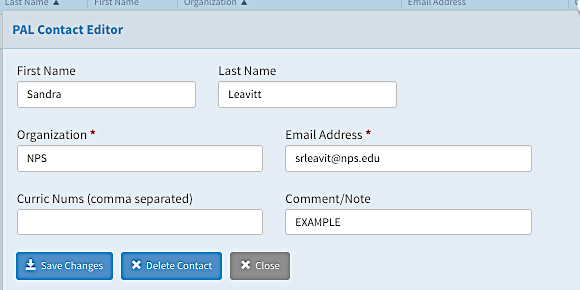 Last Name ▲ First Name Organization ▲ Email Address
PAL Contact Editor
First Name Last Name
Sandra Leavitt
Organization * Email Address *
NPS srleavit@nps.edu
Curric Nums (comma separated) Comment/Note
EXAMPLE
Save Changes Delete Contact Close